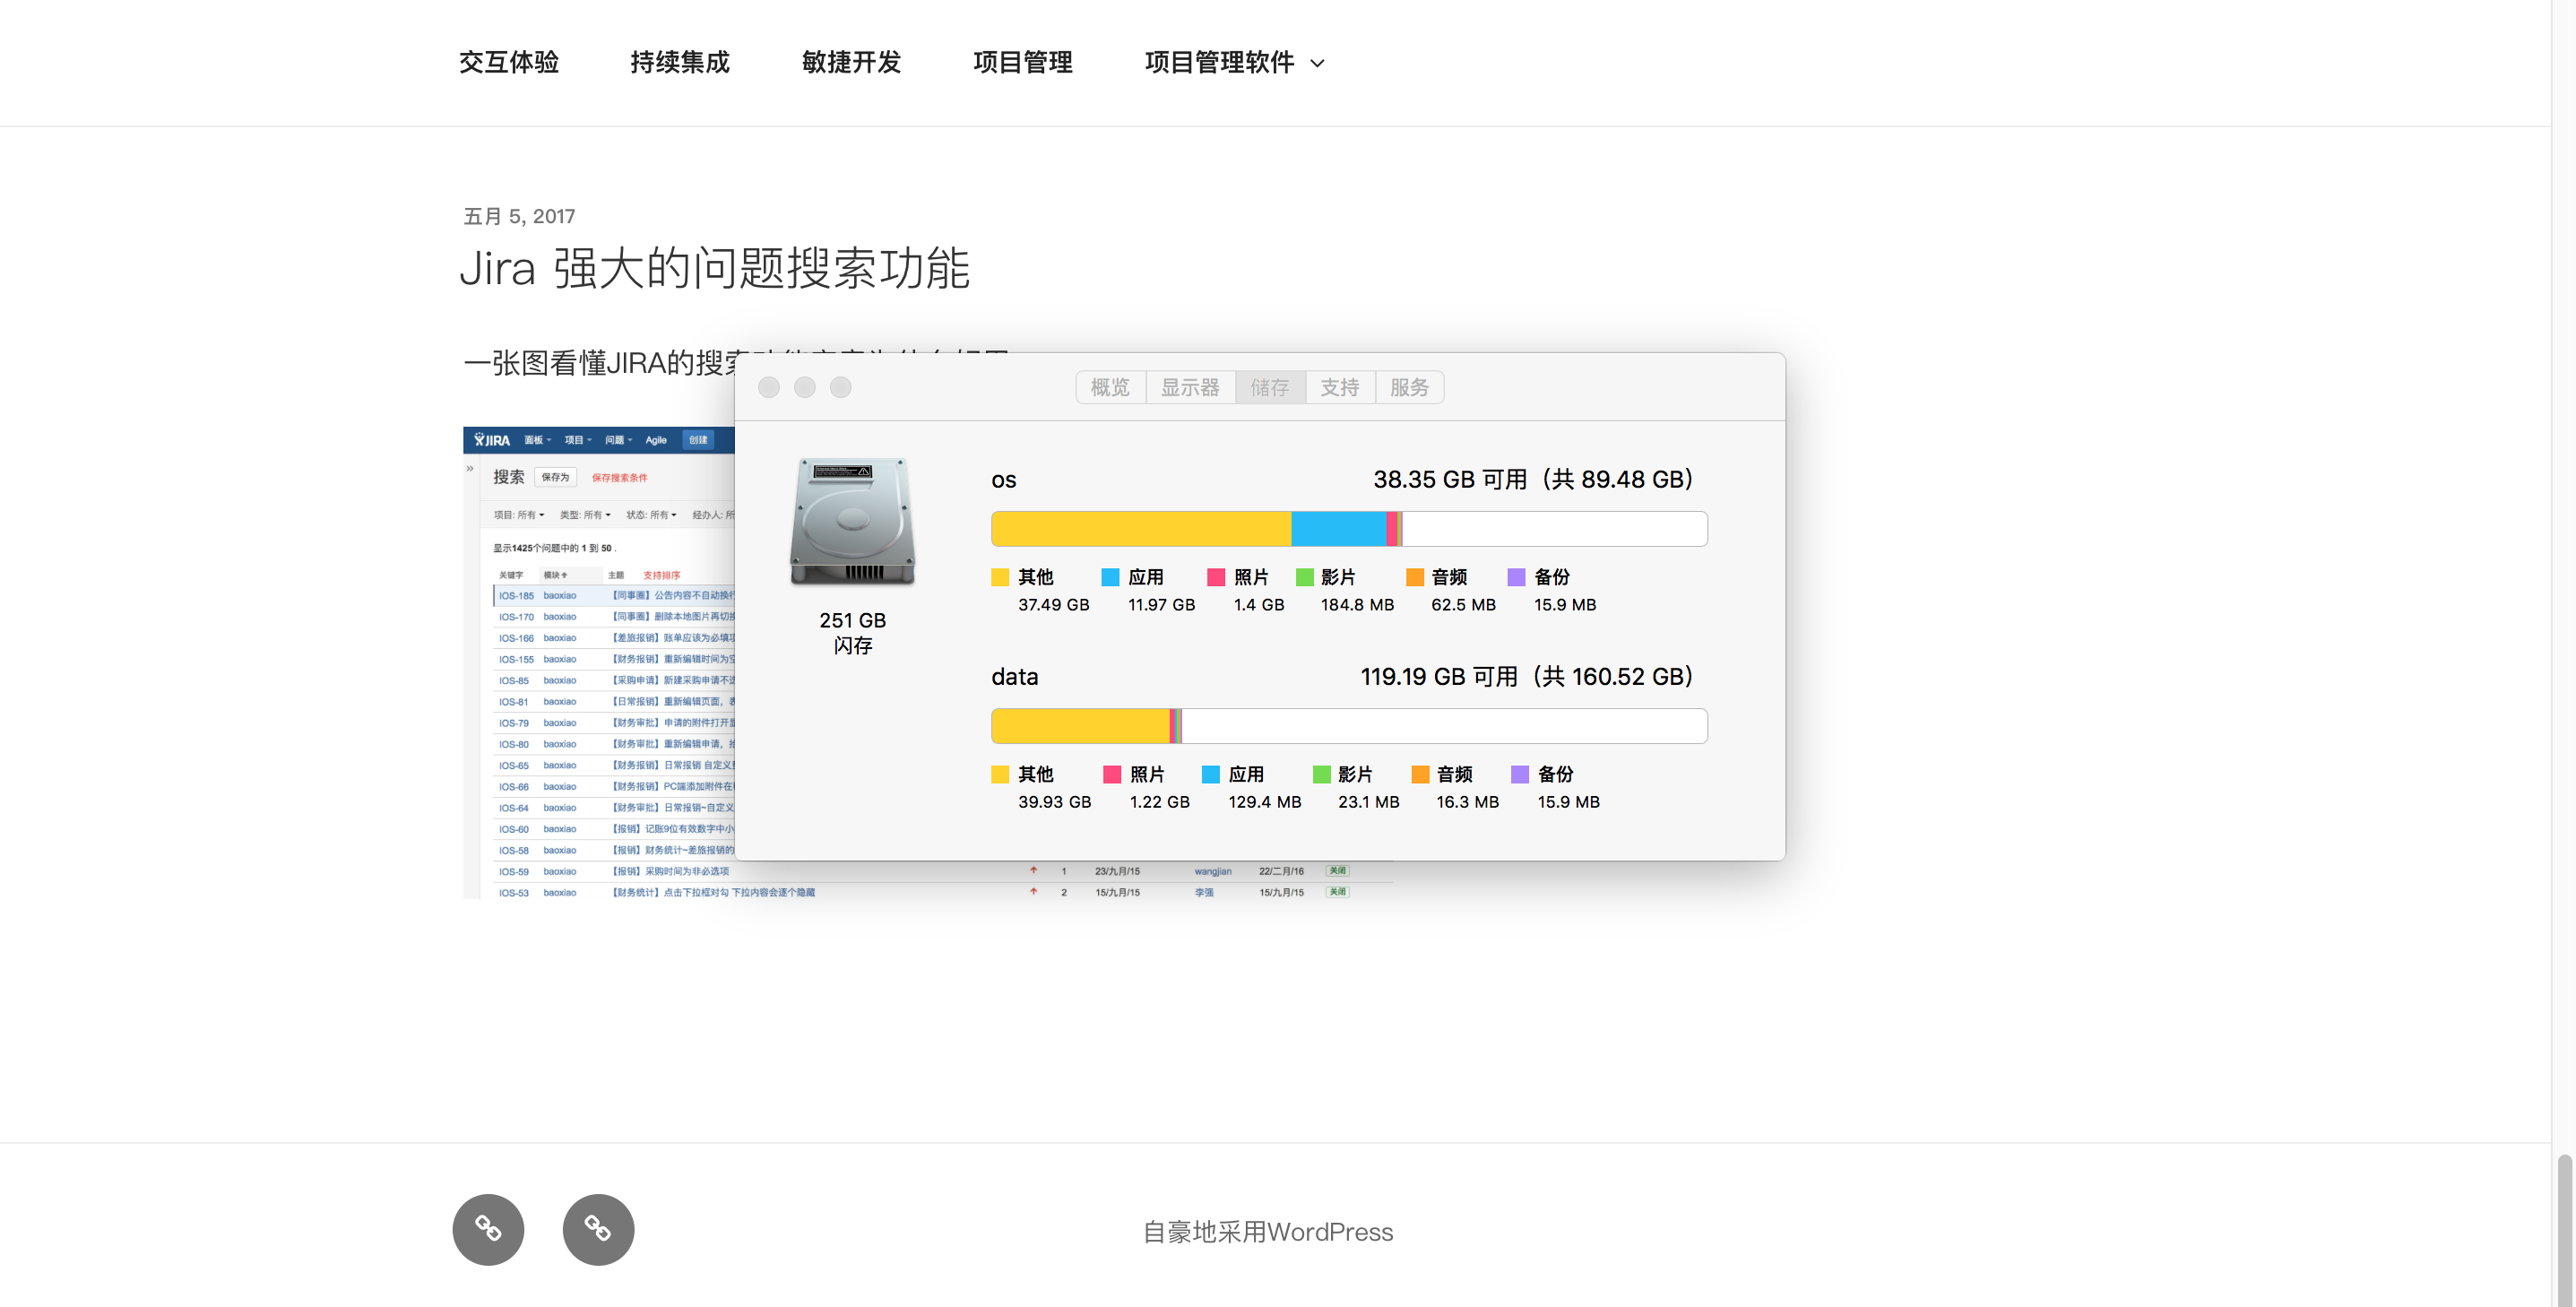 交互体验 持续集成 敏捷开发 项目管理 项目管理软件
五月 5, 2017
Jira 强大的问题搜索功能
一张图看懂JIRA的搜索
概览 显示器 储存 支持 服务
JIRA 面板 项目 问题 Agile 创建
搜索 保存为 保存搜索条件
项目: 所有 类型: 所有 状态: 所有 经办人: 所
显示1425个问题中的 1 到 50 .
关键字 模块 主题 支持排序
IOS-185 baoxiao 【同事圈】公告内容不自动换行
IOS-170 baoxiao 【同事圈】删除本地图片再切换
IOS-166 baoxiao 【差旅报销】账单应该为必填项
IOS-155 baoxiao 【财务报销】重新编辑时间为空
IOS-85 baoxiao 【采购申请】新建采购申请不选
IOS-81 baoxiao 【日常报销】重新编辑页面，表
IOS-79 baoxiao 【财务审批】申请的附件打开显
IOS-80 baoxiao 【财务报销】重新编辑申请，拍
IOS-65 baoxiao 【财务报销】日常报销 自定义
IOS-66 baoxiao 【财务报销】PC端添加附件在
IOS-64 baoxiao 【财务审批】日常报销~自定义
IOS-60 baoxiao 【报销】记账9位有效数字中小
IOS-58 baoxiao 【报销】财务统计~差旅报销的
IOS-59 baoxiao 【报销】采购时间为非必选项 1 23/九月/15 wangjian 22/二月/16 关闭
IOS-53 baoxiao 【财务统计】点击下拉框对勾 下拉内容会逐个隐藏 2 15/九月/15 李强 15/九月/15 关闭
251 GB
闪存
os 38.35 GB 可用（共 89.48 GB）
其他 应用 照片 影片 音频 备份
37.49 GB 11.97 GB 1.4 GB 184.8 MB 62.5 MB 15.9 MB
data 119.19 GB 可用（共 160.52 GB）
其他 照片 应用 影片 音频 备份
39.93 GB 1.22 GB 129.4 MB 23.1 MB 16.3 MB 15.9 MB
自豪地采用WordPress